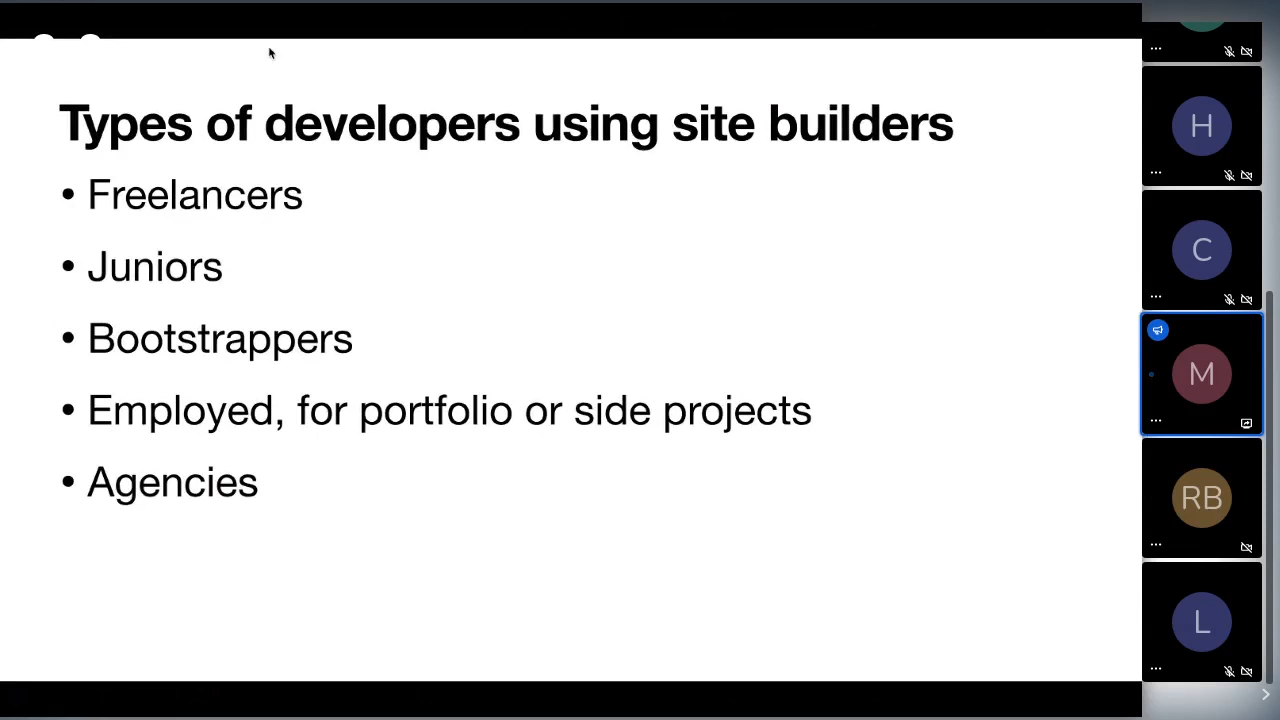 Types of developers using site builders
• Freelancers
• Juniors
• Bootstrappers
• Employed, for portfolio or side projects
• Agencies
H
C
M
RB
L